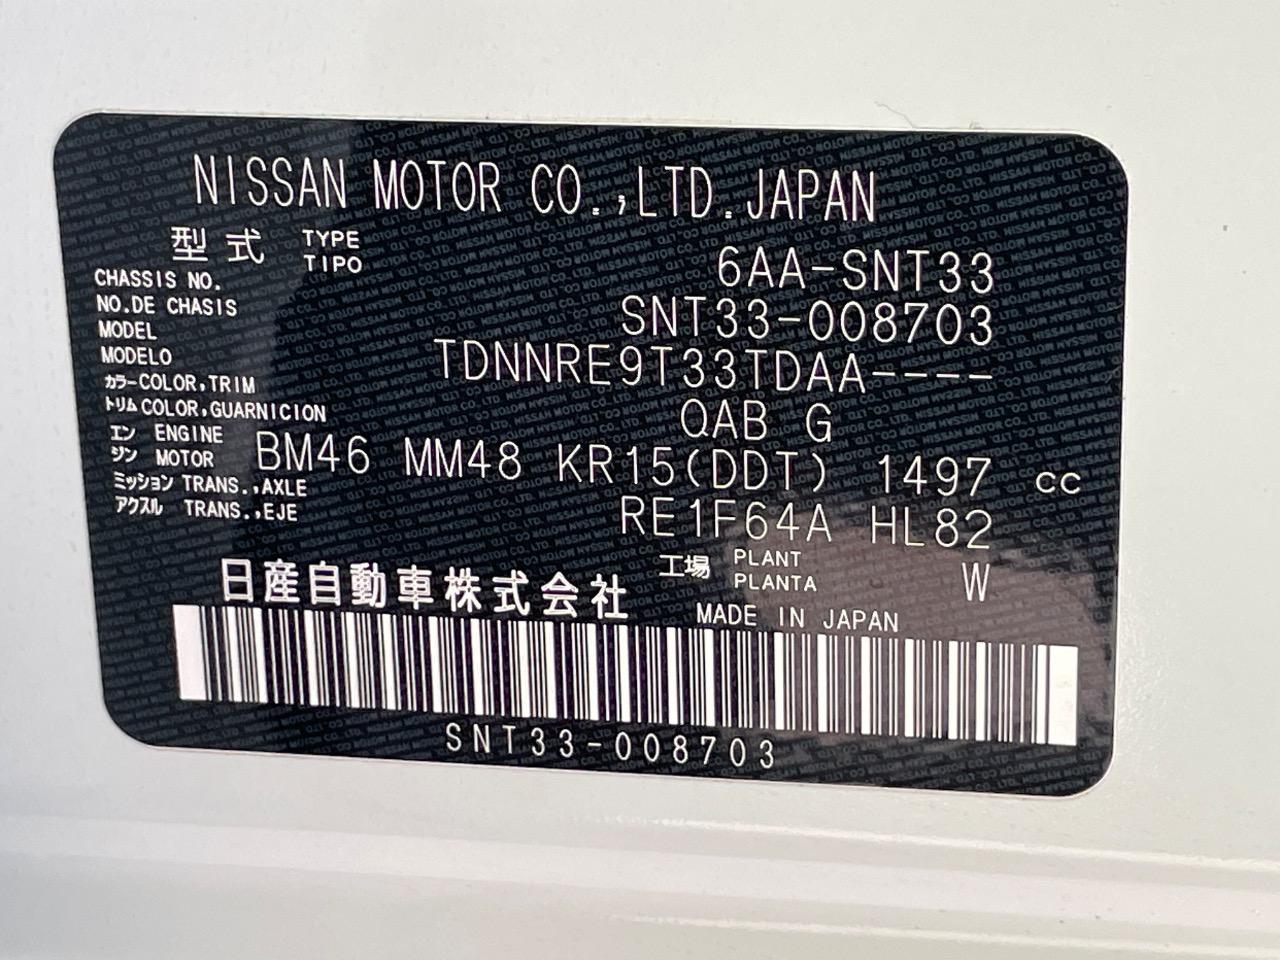 NISSAN MOTOR CO.,LTD.JAPAN
型式 TYPE TIPO 6AA-SNT33
CHASSIS NO.
NO.DE CHASIS SNT33-008703
MODEL
MODELO TDNNRE9T33TDAA----
カラーCOLOR,TRIM
トリムCOLOR,GUARNICION QAB G
エン ENGINE
ジン MOTOR BM46 MM48 KR15(DDT) 1497 cc
ミッション TRANS.,AXLE
アクスル TRANS.,EJE RE1F64A HL82
工場 PLANT PLANTA W
日産自動車株式会社 MADE IN JAPAN
SNT33-008703